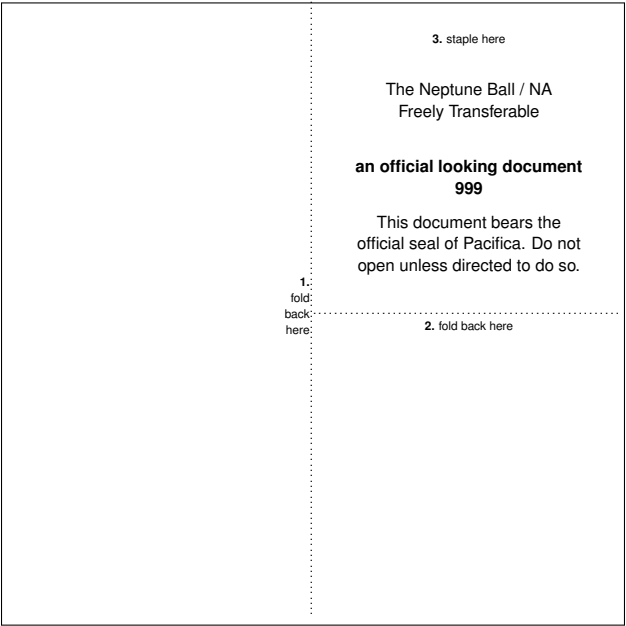 3. staple here
The Neptune Ball / NA
Freely Transferable
an official looking document
999
This document bears the
official seal of Pacifica. Do not
open unless directed to do so.
1.
fold
back
here
2. fold back here